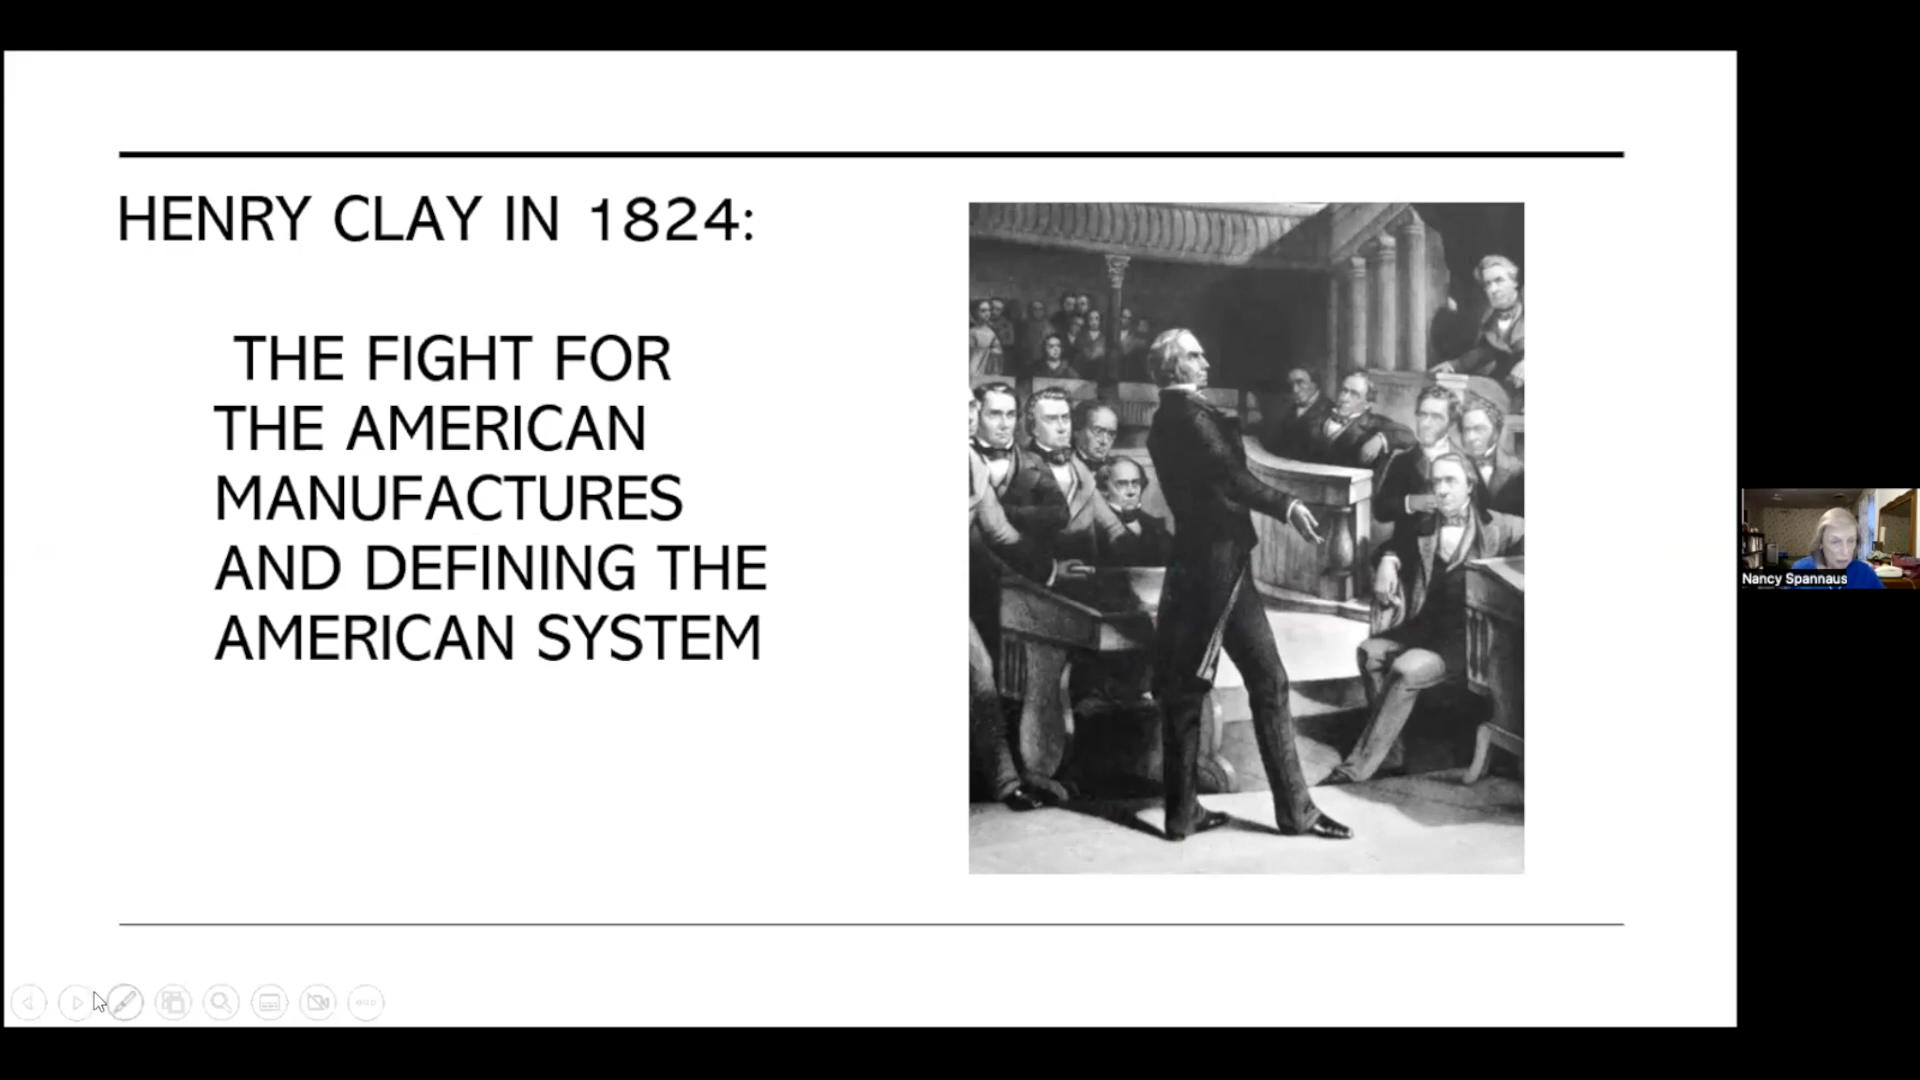 HENRY CLAY IN 1824:
THE FIGHT FOR
THE AMERICAN
MANUFACTURES
AND DEFINING THE
AMERICAN SYSTEM
Nancy Spannaus